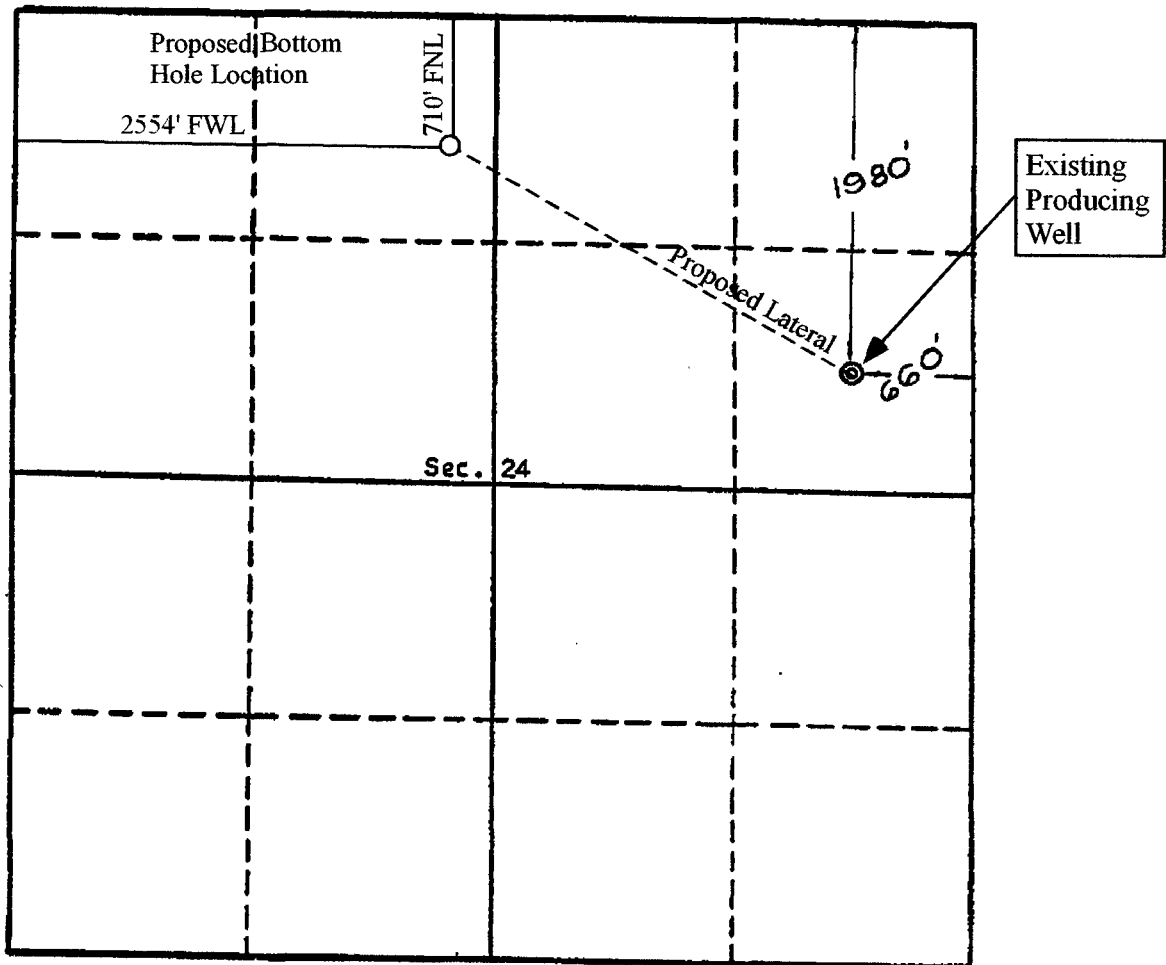 Proposed Bottom
Hole Location
710' FNL
2554' FWL
1980'
Existing
Producing
Well
Proposed Lateral
660'
Sec. 24